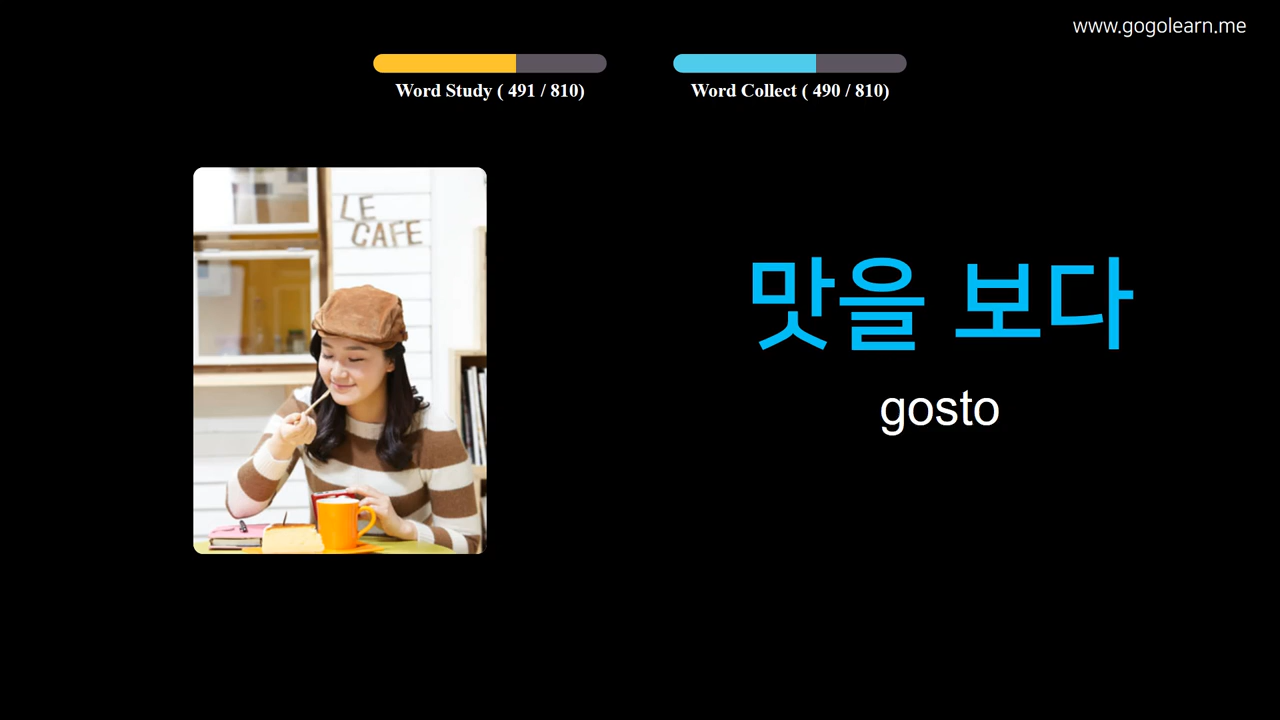 www.gogolearn.me
Word Study ( 491 / 810)
Word Collect ( 490 / 810)
LE
CAFE
맛을 보다
gosto